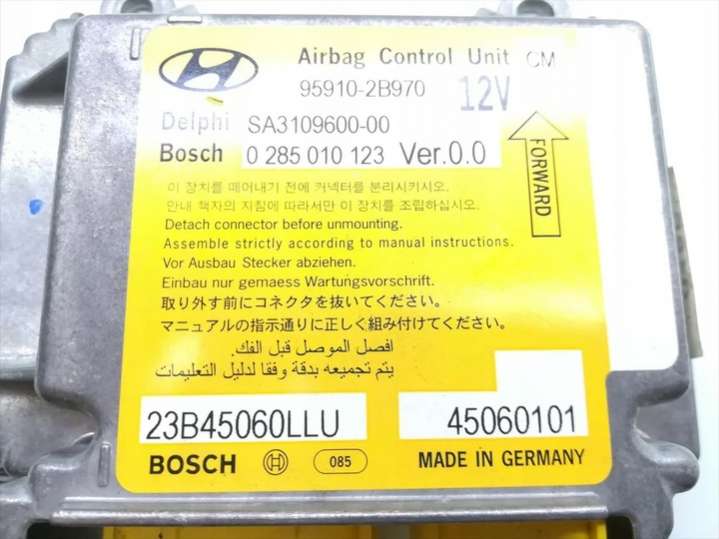 Airbag Control Unit CM
95910-2B970 12V
Delphi SA3109600-00
Bosch 0 285 010 123 Ver.0.0
FORWARD
이 장치를 떼어내기 전에 커넥터를 분리시키시오.
안내 책자의 지침에 따라서만 이 장치를 조립하십시오.
Detach connector before unmounting.
Assemble strictly according to manual instructions.
Vor Ausbau Stecker abziehen.
Einbau nur gemaess Wartungsvorschrift.
取り外す前にコネクタを抜いてください。
マニュアルの指示通りに正しく組み付けてください。
افصل الموصل قبل الفك.
يتم تجميعه بدقة وفقا لدليل التعليمات
23B45060LLU 45060101
BOSCH 085 MADE IN GERMANY